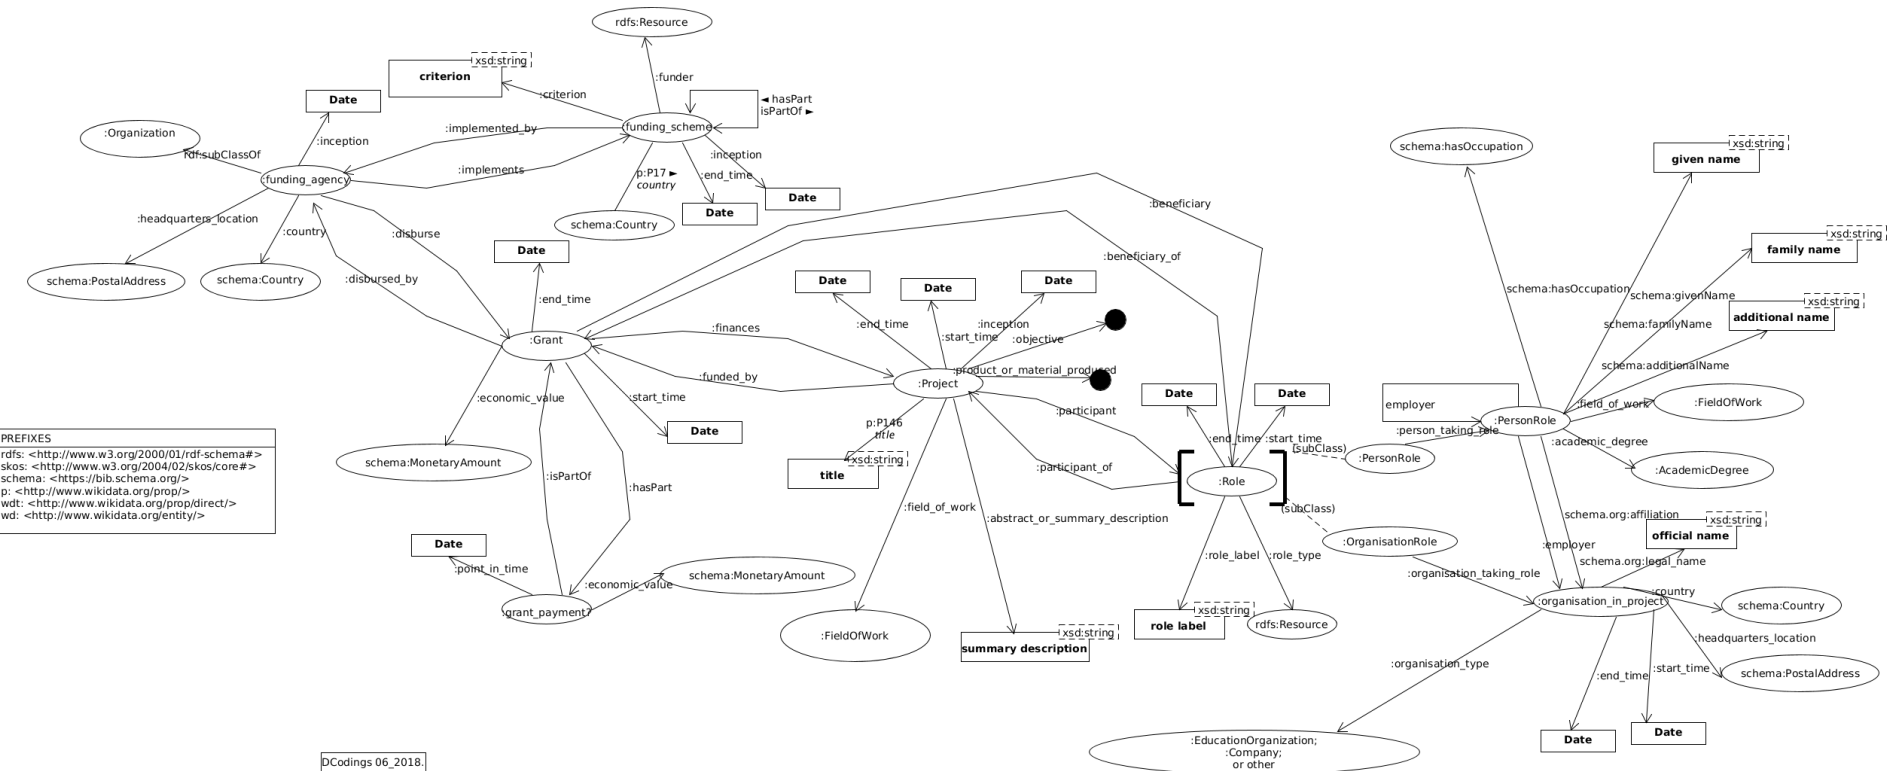 rdfs:Resource
xsd:string
criterion
:funder
:criterion
◄ hasPart
isPartOf ►
Date
:Organization
rdf:subClassOf
:inception
:implemented_by
funding_scheme
:implements
:funding_agency
:inception
p:P17 ►
country
:end_time
Date
Date
:headquarters_location
:country
:disburse
schema:Country
schema:PostalAddress
schema:Country
:disbursed_by
Date
:end_time
:Grant
:beneficiary
:beneficiary_of
:finances
:funded_by
:economic_value
:start_time
Date
schema:MonetaryAmount
:isPartOf
:hasPart
Date
:point_in_time
:economic_value
schema:MonetaryAmount
:grant_payment?
Date
Date
Date
:end_time
:start_time
:inception
:objective
:product_or_material_produced
:Project
p:P146
title
xsd:string
title
:participant
:participant_of
:field_of_work
:abstract_or_summary_description
:FieldOfWork
xsd:string
summary description
Date
Date
:end_time
:start_time
(subClass)
:Role
(subClass)
:role_label
:role_type
xsd:string
role label
rdfs:Resource
schema:hasOccupation
xsd:string
given name
xsd:string
family name
schema:hasOccupation
schema:givenName
xsd:string
additional name
schema:familyName
schema:additionalName
employer
:PersonRole
:field_of_work
:FieldOfWork
:person_taking_role
:PersonRole
:academic_degree
:AcademicDegree
schema.org:affiliation
xsd:string
official name
:OrganisationRole
:employer
schema.org:legal_name
:organisation_taking_role
:organisation_in_project
:country
schema:Country
:headquarters_location
schema:PostalAddress
:organisation_type
:end_time
:start_time
Date
Date
:EducationOrganization;
:Company;
or other
PREFIXES
rdfs: <http://www.w3.org/2000/01/rdf-schema#>
skos: <http://www.w3.org/2004/02/skos/core#>
schema: <https://bib.schema.org/>
p: <http://www.wikidata.org/prop/>
wdt: <http://www.wikidata.org/prop/direct/>
wd: <http://www.wikidata.org/entity/>
DCodings 06_2018.